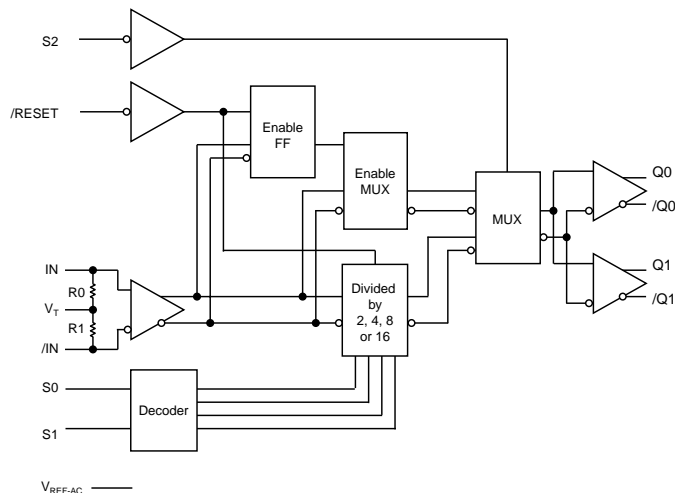 S2
/RESET
Enable
FF
Enable
MUX
MUX
Q0
/Q0
Q1
/Q1
IN
R0
VT
R1
/IN
Divided
by
2, 4, 8
or 16
S0
Decoder
S1
VREF-AC